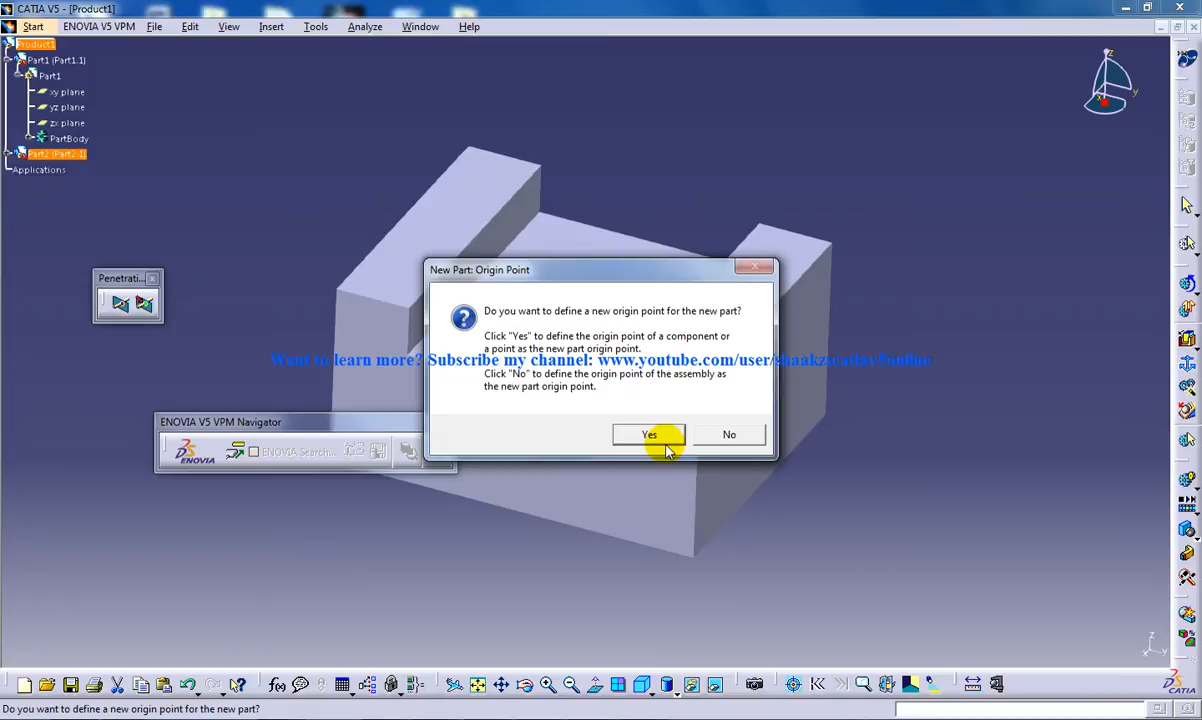 CATIA V5 - [Product1]
Start ENOVIA V5 VPM File Edit View Insert Tools Analyze Window Help
Product1
Part1 (Part1.1)
Part1
xy plane
yz plane
zx plane
PartBody
Part2 (Part2.1)
Applications
z
y
x
Penetrati...
New Part: Origin Point
Do you want to define a new origin point for the new part?
Click "Yes" to define the origin point of a component or
a point as the new part origin point.
Want to learn more? Subscribe my channel: www.youtube.com/user/shaakzscatiav5online
Click "No" to define the origin point of the assembly as
the new part origin point.
Yes No
ENOVIA V5 VPM Navigator
ENOVIA
ENOVIA Search...
z
x y
f(x)
CATIA
Do you want to define a new origin point for the new part?